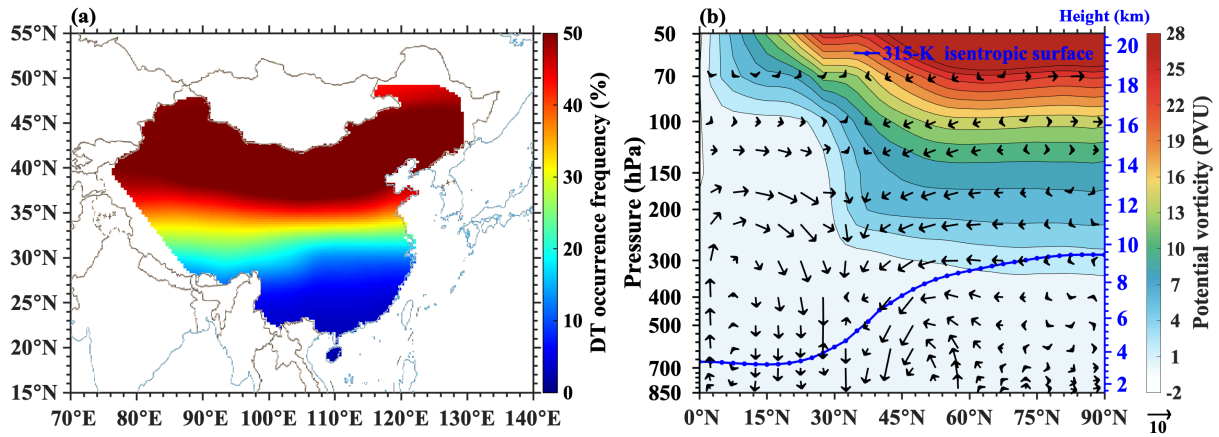 (a)
55°N
50°N
45°N
40°N
35°N
30°N
25°N
20°N
15°N
70°E 80°E 90°E 100°E 110°E 120°E 130°E 140°E
50
40
30
20
10
0
DT occurrence frequency (%)
(b)
Height (km)
315-K isentropic surface
Pressure (hPa)
50
70
100
150
200
300
400
500
700
850
0°N 15°N 30°N 45°N 60°N 75°N 90°N
20
18
16
14
12
10
8
6
4
2
28
25
22
19
16
13
10
7
4
1
-2
Potential vorticity (PVU)
10